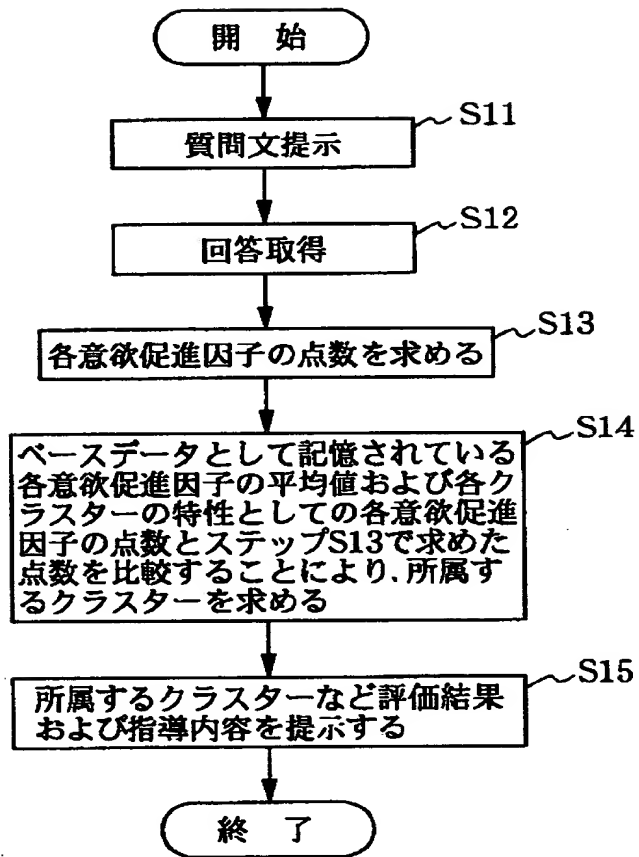 開 始
S11
質問文提示
S12
回答取得
S13
各意欲促進因子の点数を求める
S14
ベースデータとして記憶されている
各意欲促進因子の平均値および各ク
ラスターの特性としての各意欲促進
因子の点数とステップS13で求めた
点数を比較することにより、所属す
るクラスターを求める
S15
所属するクラスターなど評価結果
および指導内容を提示する
終 了